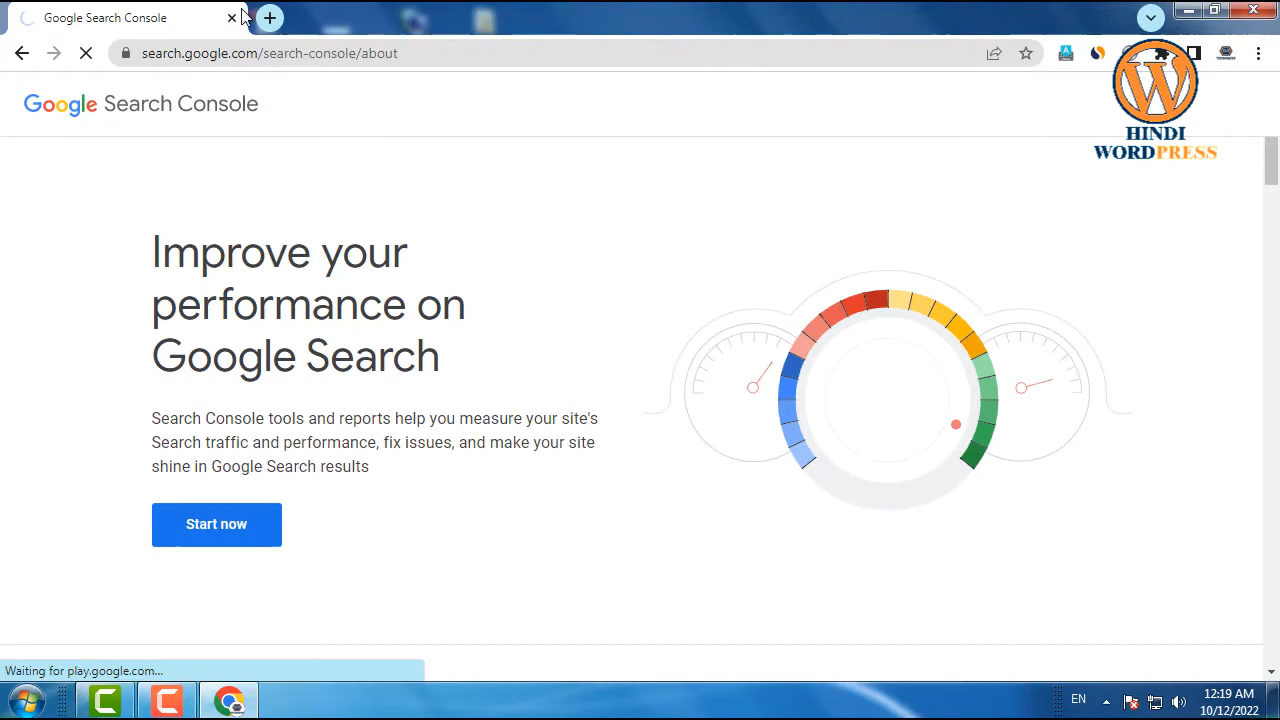 Google Search Console
search.google.com/search-console/about
Google Search Console
HINDI
WORDPRESS
Improve your
performance on
Google Search
Search Console tools and reports help you measure your site's
Search traffic and performance, fix issues, and make your site
shine in Google Search results
Start now
Waiting for play.google.com...
EN
12:19 AM
10/12/2022